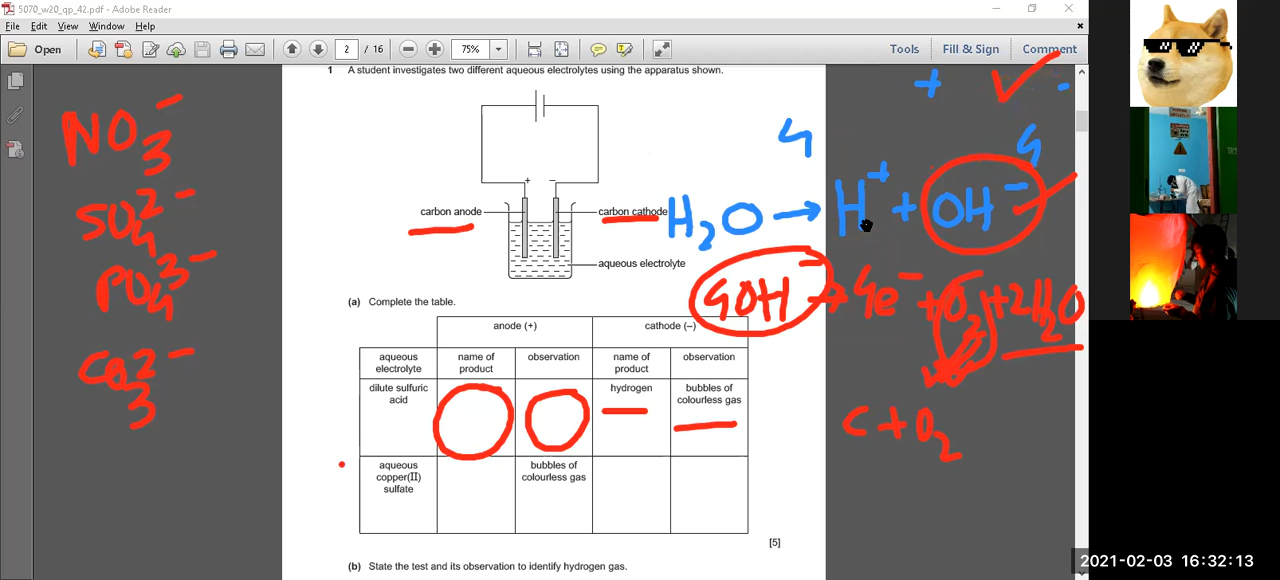 5070_w20_qp_42.pdf - Adobe Reader
File Edit View Window Help
Open 2 / 16 75% Tools Fill & Sign Comment
1 A student investigates two different aqueous electrolytes using the apparatus shown.
+ −
carbon anode
carbon cathode
aqueous electrolyte
(a) Complete the table.
anode (+) cathode (–)
aqueous electrolyte name of product observation name of product observation
dilute sulfuric acid hydrogen bubbles of colourless gas
aqueous copper(II) sulfate bubbles of colourless gas
[5]
(b) State the test and its observation to identify hydrogen gas.
NO₃⁻
SO₄²⁻
PO₄³⁻
CO₃²⁻
+ ✓ -
4 4
H₂O → H⁺ + OH⁻
4OH⁻ → 4e⁻ + O₂ + 2H₂O
C + O₂
2021-02-03 16:32:13